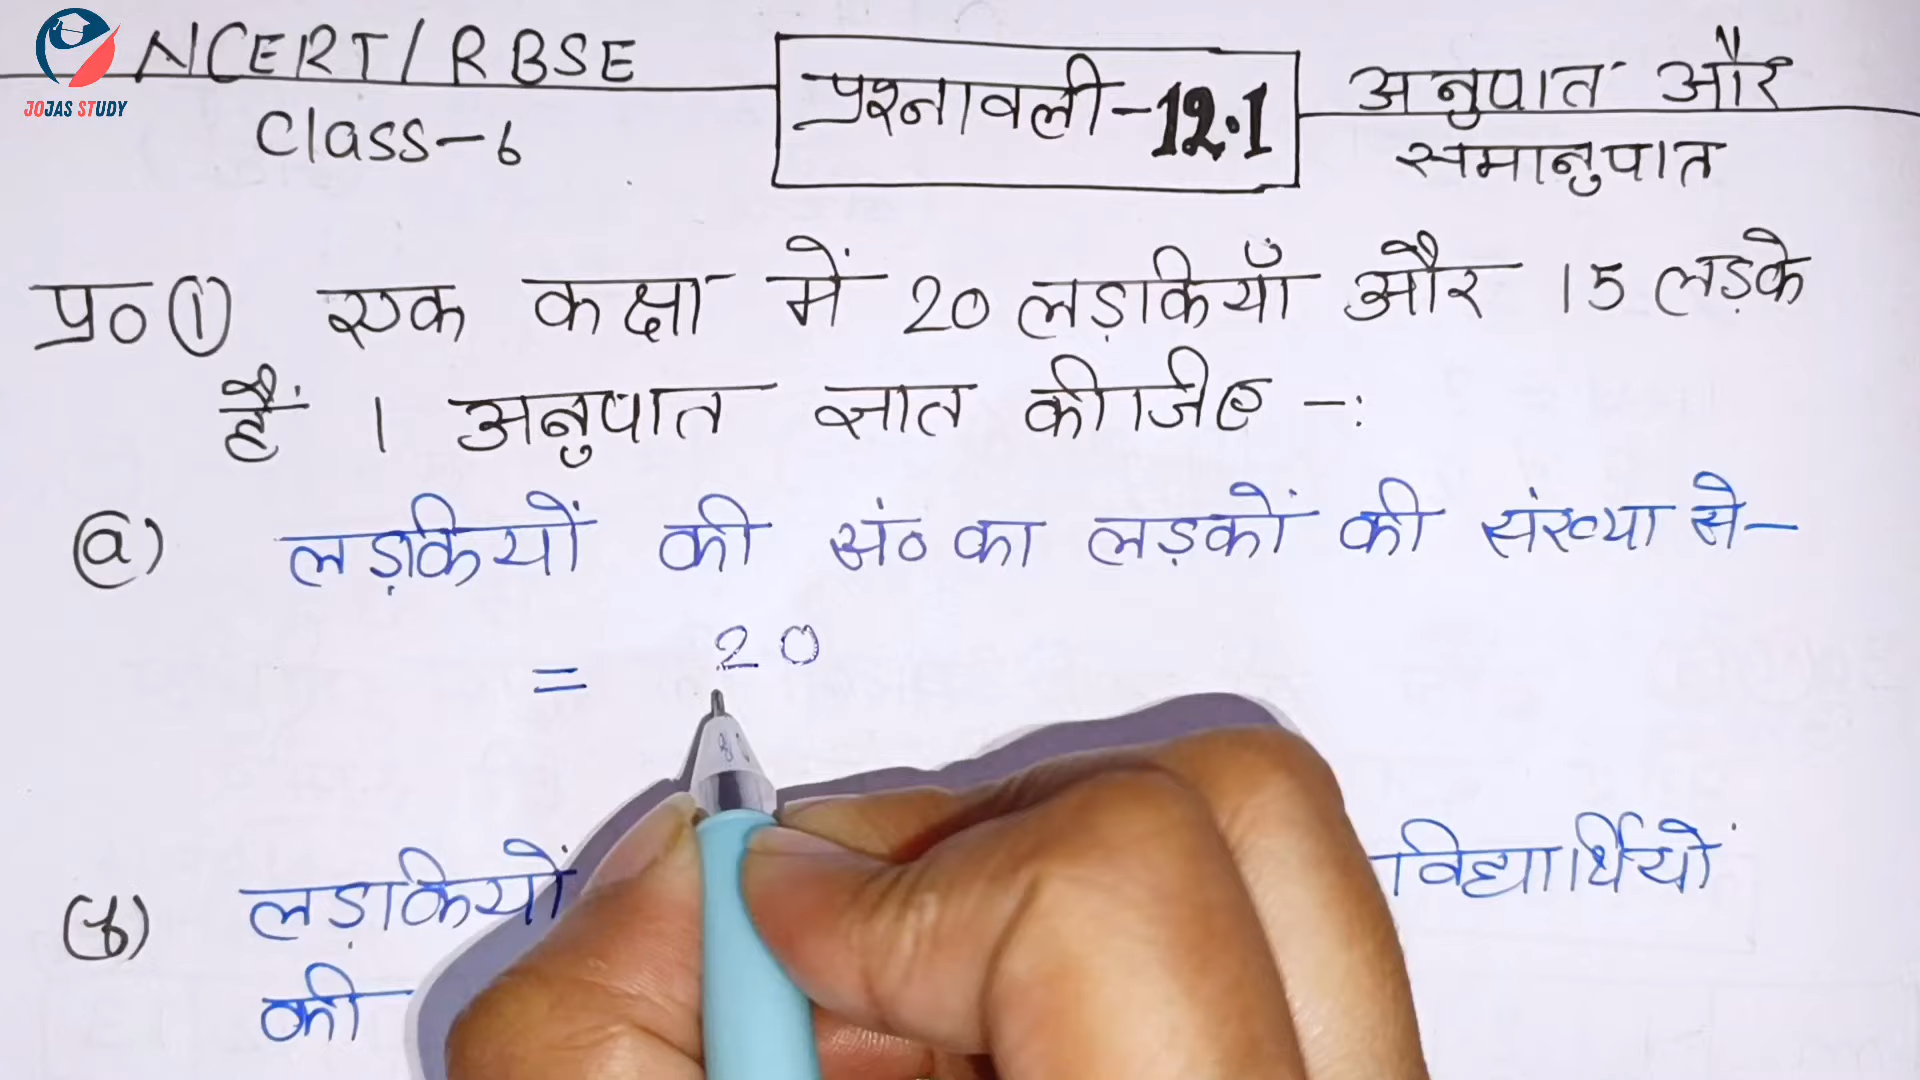 NCERT/RBSE
JOJAS STUDY
Class-6
प्रश्नावली-12.1
अनुपात और
समानुपात
प्र० ① एक कक्षा में 20 लड़कियाँ और 15 लड़के
हैं । अनुपात ज्ञात कीजिए -:
(a) लड़कियों की सं० का लड़कों की संख्या से-
= 20
(b) लड़कियों विद्यार्थियों
की